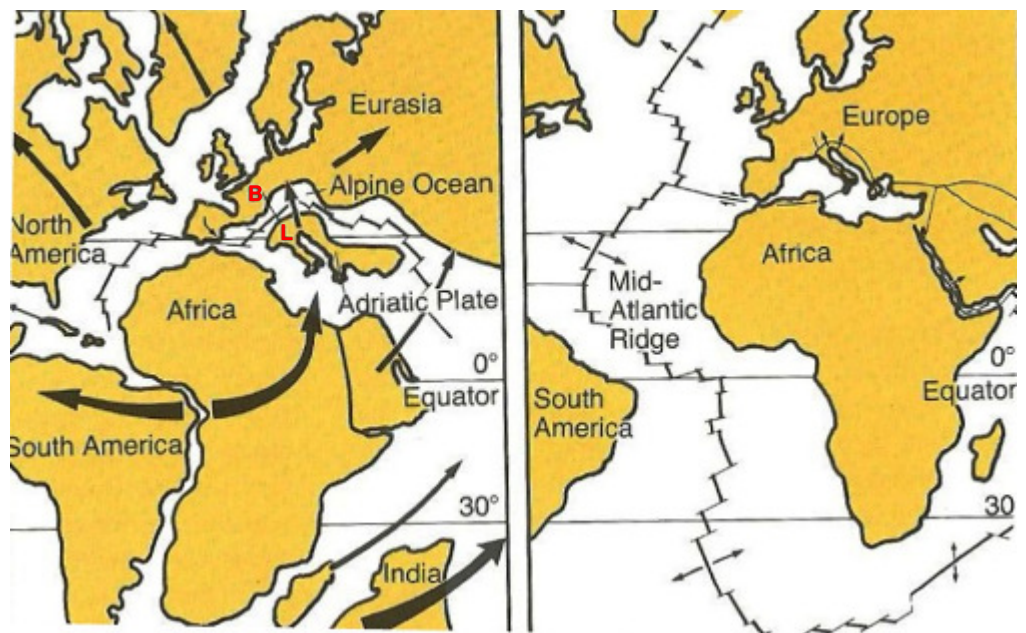 Eurasia
B
Alpine Ocean
North
America
L
Africa
Adriatic Plate
0°
Equator
South America
30°
India
Europe
Africa
Mid-
Atlantic
Ridge
0°
South
America
Equator
30